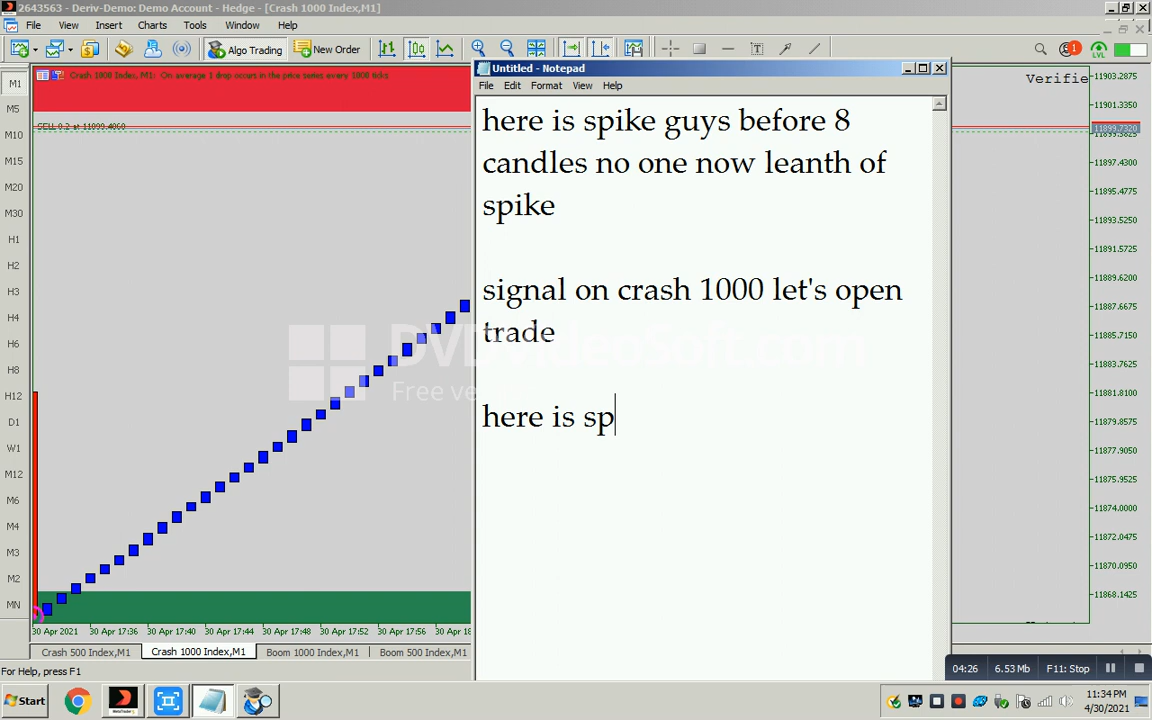 2643563 - Deriv-Demo: Demo Account - Hedge - [Crash 1000 Index,M1]
File View Insert Charts Tools Window Help
Algo Trading New Order
1
LVL
M1
M5
M10
M15
M20
M30
H1
H2
H3
H4
H6
H8
H12
D1
W1
M12
M6
M4
M3
M2
MN
Crash 1000 Index, M1: On average 1 drop occurs in the price series every 1000 ticks
SELL 0.2 at 11899.4000
Untitled - Notepad
File Edit Format View Help
here is spike guys before 8
candles no one now leanth of
spike
signal on crash 1000 let's open
trade
here is sp
DVDVideoSoft.co
Free ve
Verifie
11903.2875
11901.3350
11899.7320
11897.4300
11895.4775
11893.5250
11891.5725
11889.6200
11887.6675
11885.7150
11883.7625
11881.8100
11879.8575
11877.9050
11875.9525
11874.0000
11872.0475
11870.0950
11868.1425
30 Apr 2021 30 Apr 17:36 30 Apr 17:40 30 Apr 17:44 30 Apr 17:48 30 Apr 17:52 30 Apr 17:56 30 Apr 18
Crash 500 Index,M1 Crash 1000 Index,M1 Boom 1000 Index,M1 Boom 500 Index,M1
For Help, press F1
04:26 6.53 Mb F11: Stop
Start
11:34 PM
4/30/2021